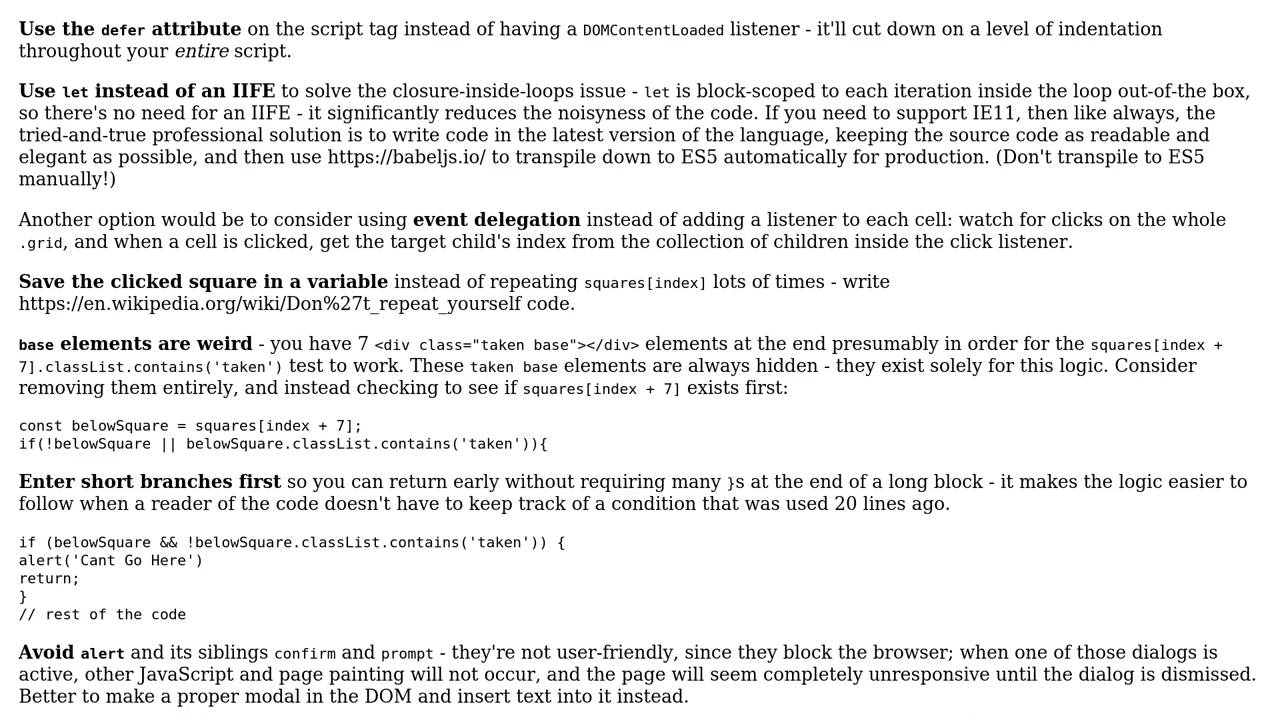 Use the defer attribute on the script tag instead of having a DOMContentLoaded listener - it'll cut down on a level of indentation
throughout your entire script.
Use let instead of an IIFE to solve the closure-inside-loops issue - let is block-scoped to each iteration inside the loop out-of-the box,
so there's no need for an IIFE - it significantly reduces the noisyness of the code. If you need to support IE11, then like always, the
tried-and-true professional solution is to write code in the latest version of the language, keeping the source code as readable and
elegant as possible, and then use https://babeljs.io/ to transpile down to ES5 automatically for production. (Don't transpile to ES5
manually!)
Another option would be to consider using event delegation instead of adding a listener to each cell: watch for clicks on the whole
.grid, and when a cell is clicked, get the target child's index from the collection of children inside the click listener.
Save the clicked square in a variable instead of repeating squares[index] lots of times - write
https://en.wikipedia.org/wiki/Don%27t_repeat_yourself code.
base elements are weird - you have 7 <div class="taken base"></div> elements at the end presumably in order for the squares[index +
7].classList.contains('taken') test to work. These taken base elements are always hidden - they exist solely for this logic. Consider
removing them entirely, and instead checking to see if squares[index + 7] exists first:
const belowSquare = squares[index + 7];
if(!belowSquare || belowSquare.classList.contains('taken')){
Enter short branches first so you can return early without requiring many }s at the end of a long block - it makes the logic easier to
follow when a reader of the code doesn't have to keep track of a condition that was used 20 lines ago.
if (belowSquare && !belowSquare.classList.contains('taken')) {
alert('Cant Go Here')
return;
}
// rest of the code
Avoid alert and its siblings confirm and prompt - they're not user-friendly, since they block the browser; when one of those dialogs is
active, other JavaScript and page painting will not occur, and the page will seem completely unresponsive until the dialog is dismissed.
Better to make a proper modal in the DOM and insert text into it instead.